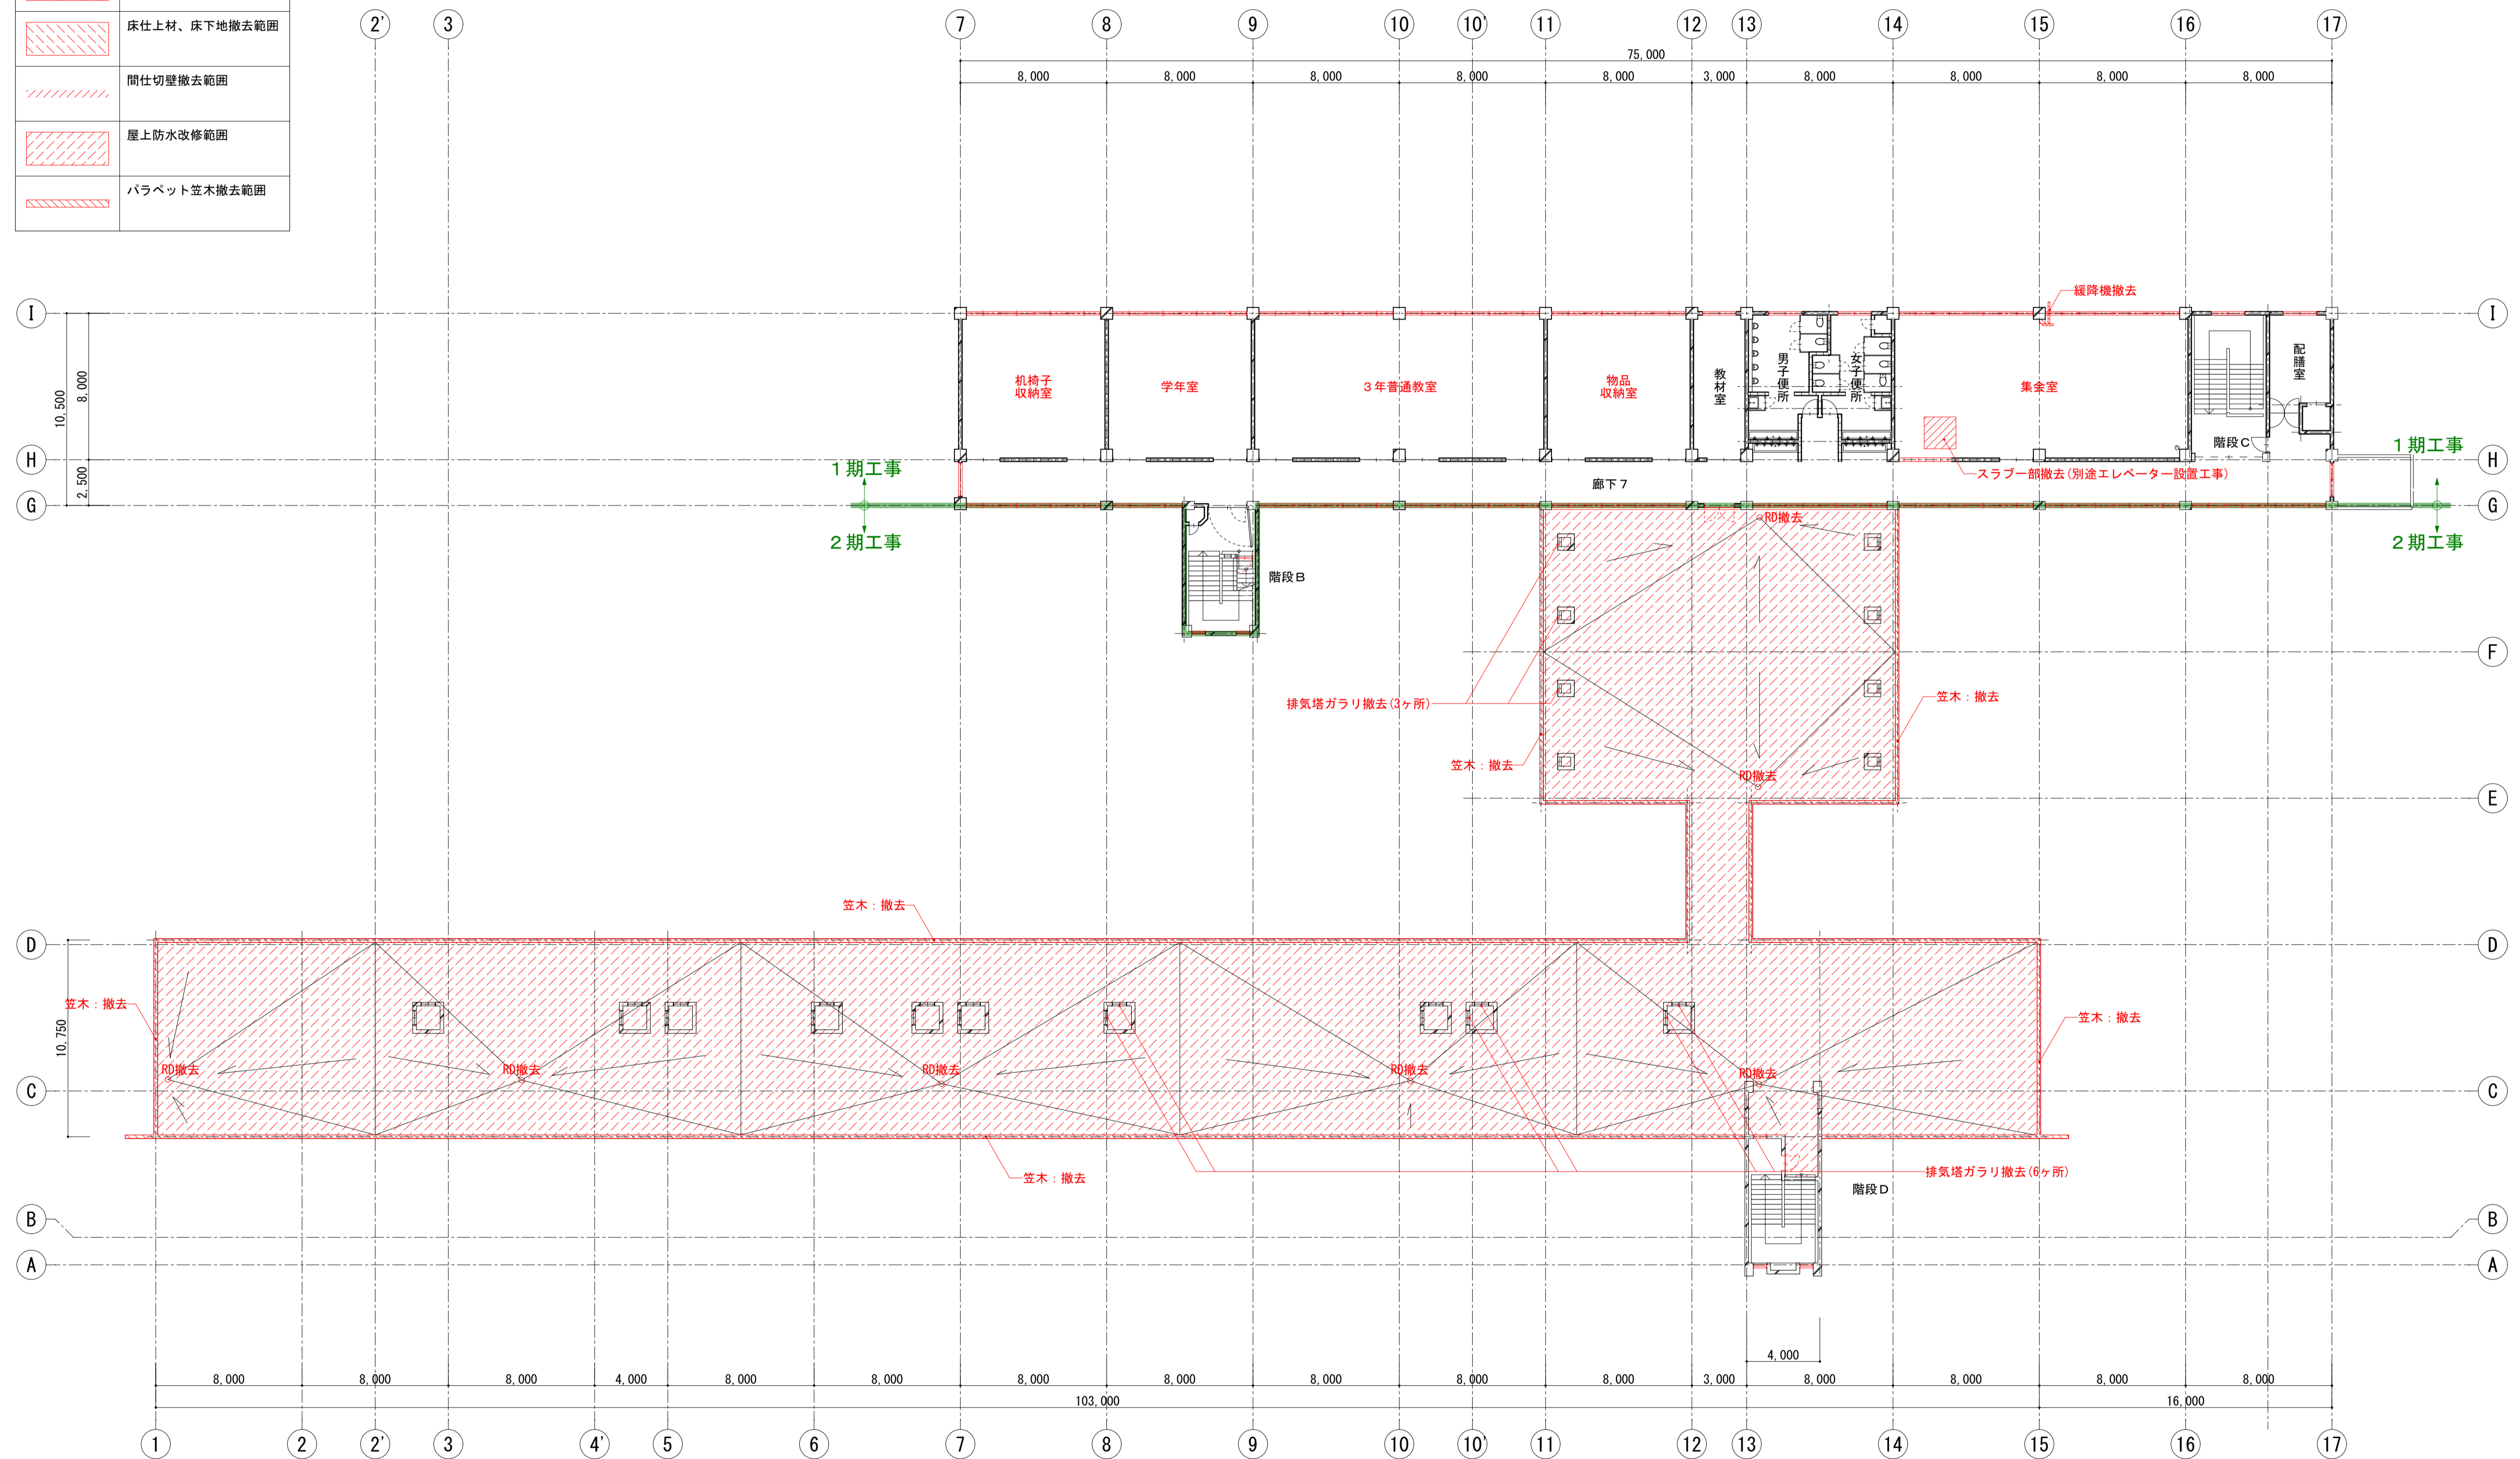 床仕上材、床下地撤去範囲
間仕切壁撤去範囲
屋上防水改修範囲
パラペット笠木撤去範囲
2'
3
7
8
9
10
10'
11
12
13
14
15
16
17
75,000
8,000
8,000
8,000
8,000
8,000
3,000
8,000
8,000
8,000
8,000
I
緩降機撤去
I
10,500
8,000
2,500
机椅子
収納室
学年室
3年普通教室
物品
収納室
教材室
男子便所
女子便所
集会室
配膳室
階段C
H
1期工事
1期工事
H
スラブ一部撤去(別途エレベーター設置工事)
廊下7
G
G
2期工事
2期工事
RD撤去
階段B
F
排気塔ガラリ撤去(3ヶ所)
笠木：撤去
笠木：撤去
RD撤去
E
笠木：撤去
D
D
10,750
笠木：撤去
笠木：撤去
RD撤去
RD撤去
RD撤去
RD撤去
RD撤去
C
C
笠木：撤去
排気塔ガラリ撤去(6ヶ所)
階段D
B
B
A
A
4,000
8,000
8,000
8,000
4,000
8,000
8,000
8,000
8,000
8,000
8,000
8,000
3,000
8,000
8,000
8,000
8,000
103,000
16,000
1
2
2'
3
4'
5
6
7
8
9
10
10'
11
12
13
14
15
16
17